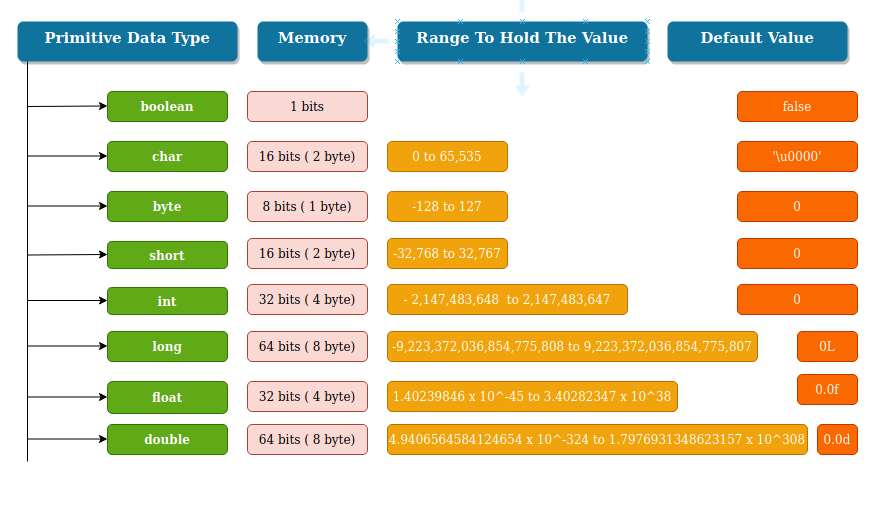 Primitive Data Type Memory Range To Hold The Value Default Value
boolean 1 bits false
char 16 bits ( 2 byte) 0 to 65,535 '\u0000'
byte 8 bits ( 1 byte) -128 to 127 0
short 16 bits ( 2 byte) -32,768 to 32,767 0
int 32 bits ( 4 byte) - 2,147,483,648 to 2,147,483,647 0
long 64 bits ( 8 byte) -9,223,372,036,854,775,808 to 9,223,372,036,854,775,807 0L
float 32 bits ( 4 byte) 1.40239846 x 10^-45 to 3.40282347 x 10^38 0.0f
double 64 bits ( 8 byte) 4.9406564584124654 x 10^-324 to 1.7976931348623157 x 10^308 0.0d